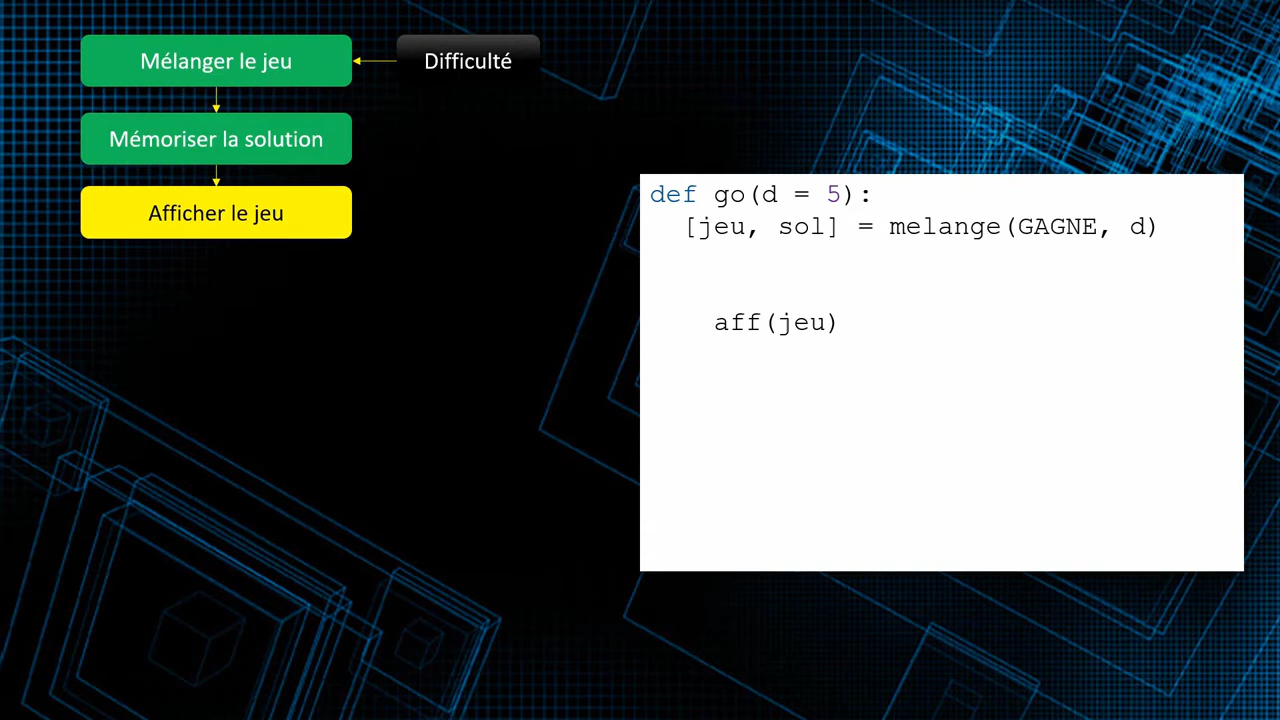 Mélanger le jeu
Difficulté
Mémoriser la solution
Afficher le jeu
def go(d = 5):
[jeu, sol] = melange(GAGNE, d)
aff(jeu)